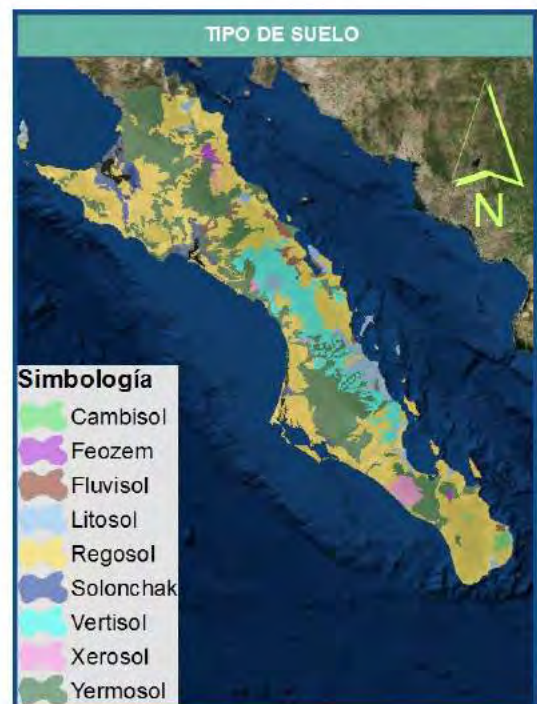 TIPO DE SUELO
N
Simbología
Cambisol
Feozem
Fluvisol
Litosol
Regosol
Solonchak
Vertisol
Xerosol
Yermosol